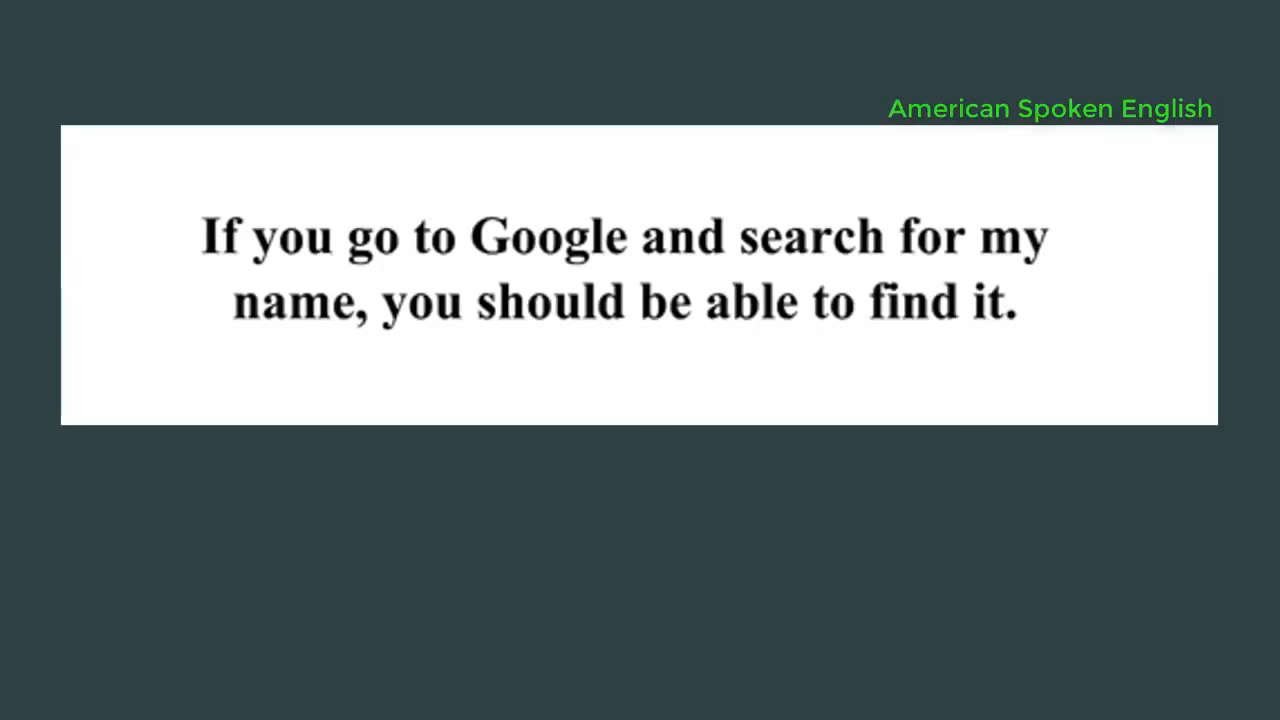 American Spoken English
If you go to Google and search for my
name, you should be able to find it.